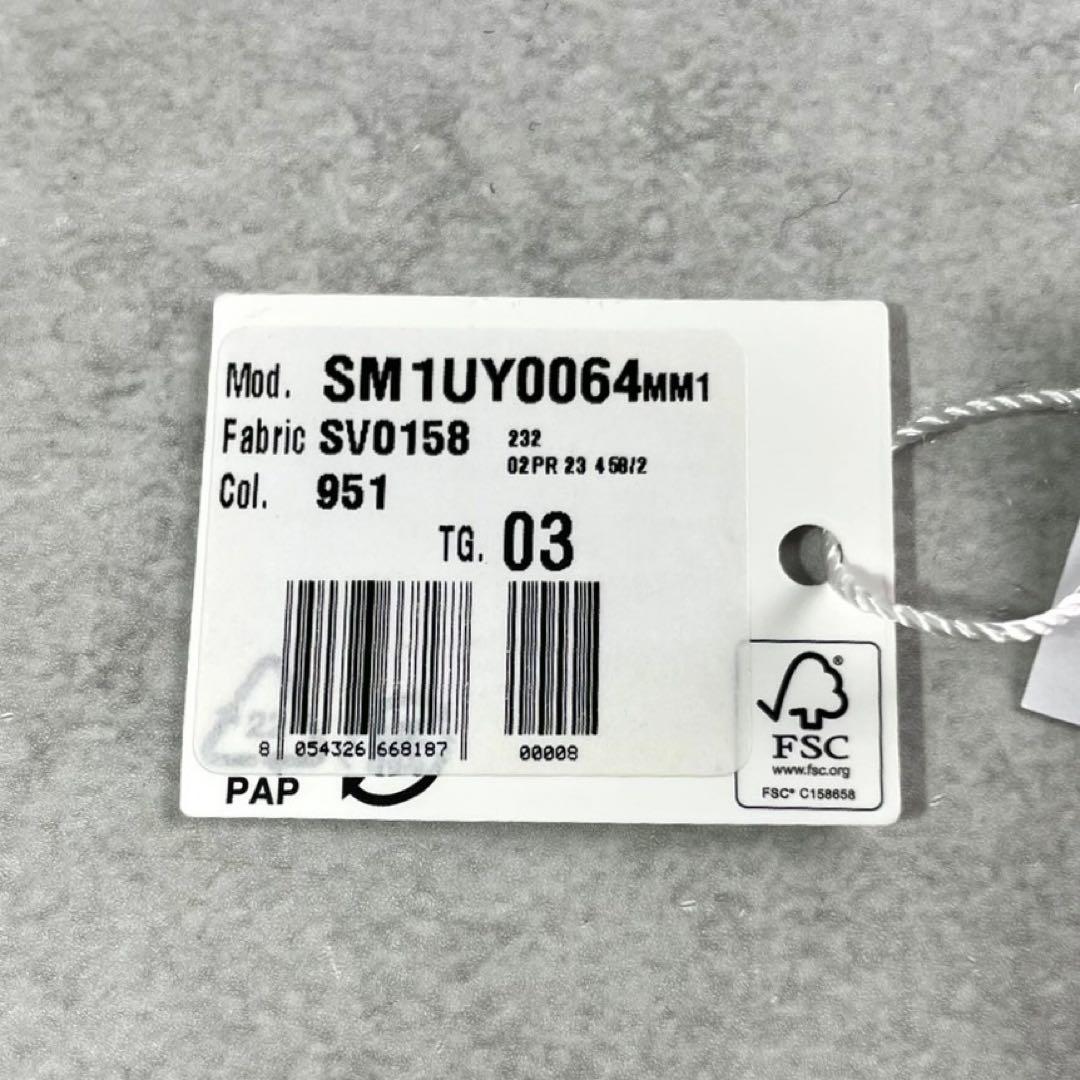 Mod. SM1UY0064MM1
Fabric SV0158 232
02PR 23 458/2
Col. 951
TG. 03
8 054326 668187
00008
PAP
FSC®
www.fsc.org
FSC® C158658